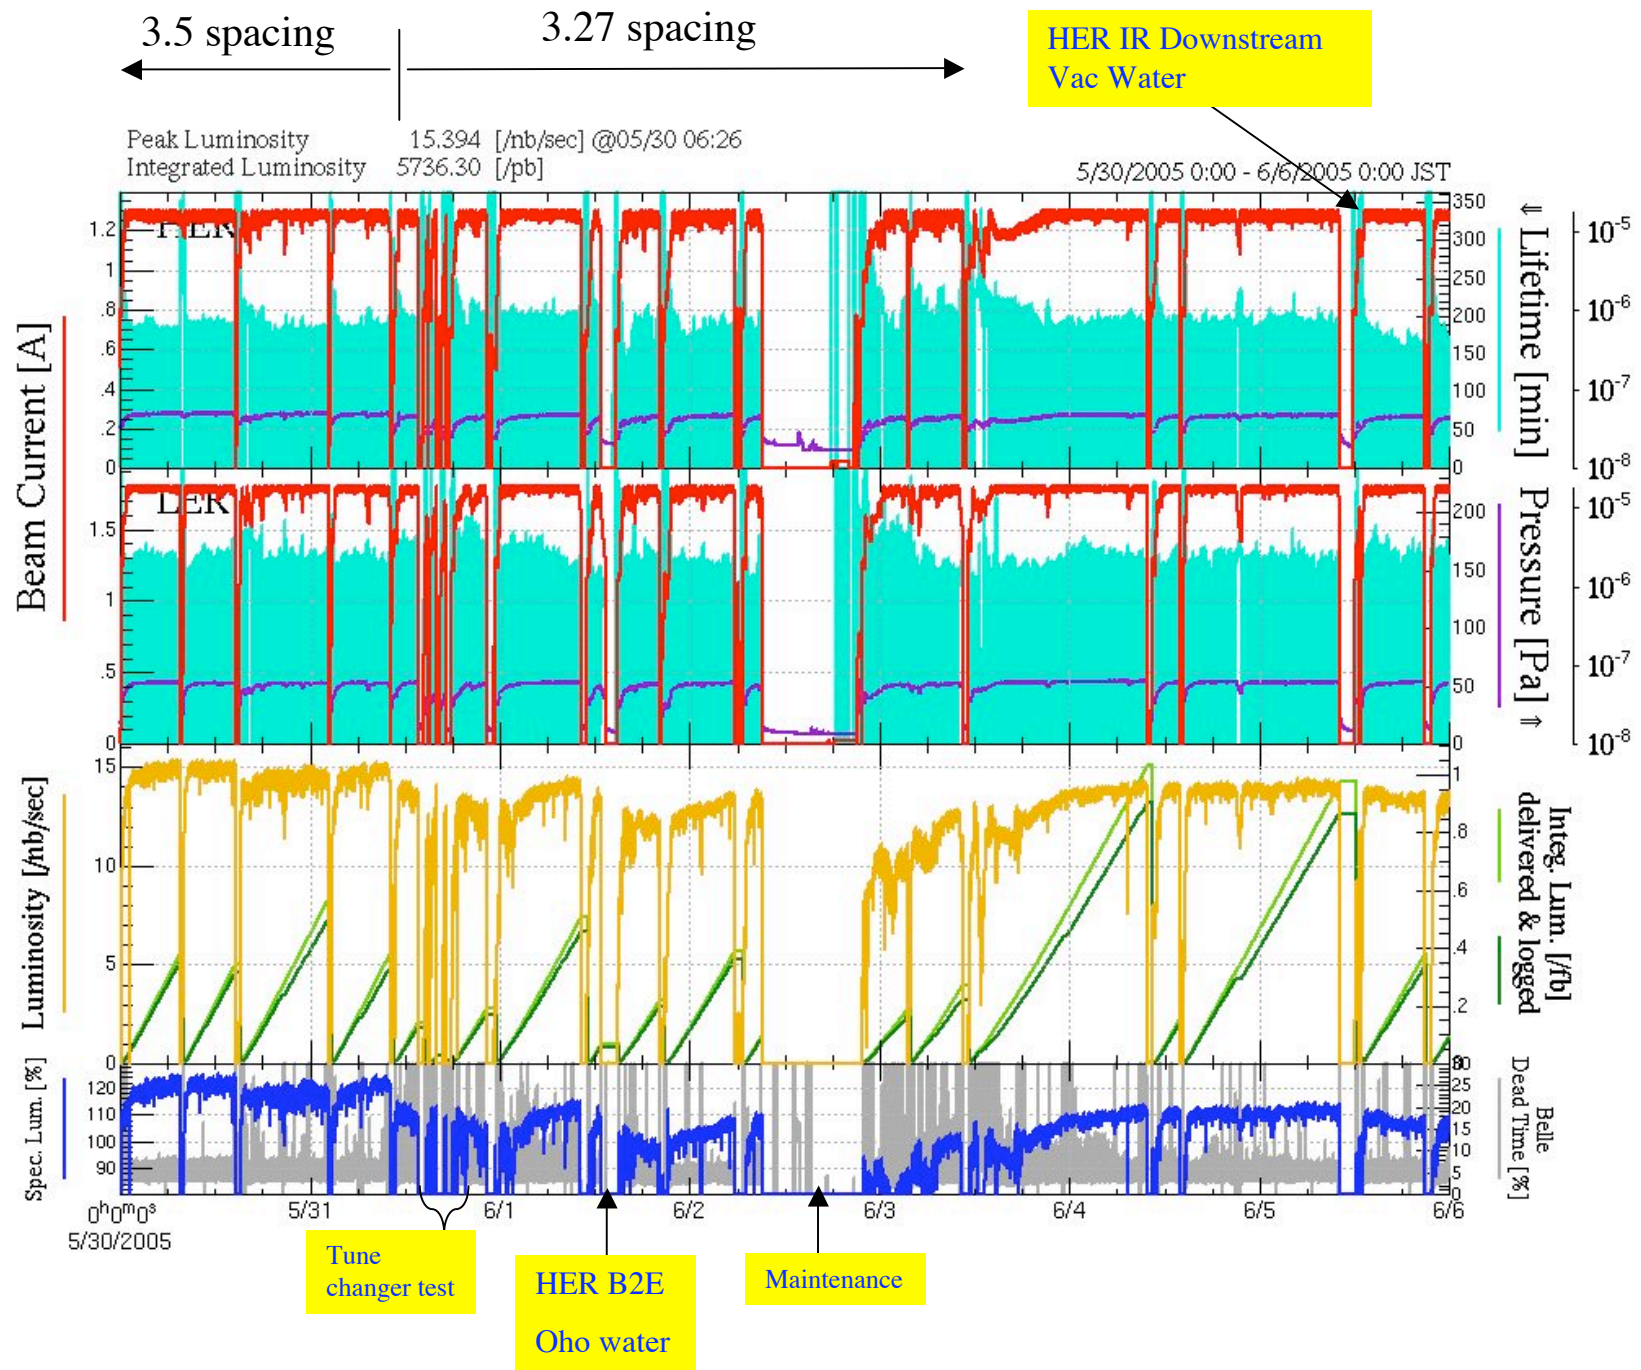 3.5 spacing
3.27 spacing
HER IR Downstream
Vac Water
Peak Luminosity 15.394 [/nb/sec] @05/30 06:26
Integrated Luminosity 5736.30 [/pb]
5/30/2005 0:00 - 6/6/2005 0:00 JST
HER
1.2
1
.8
.6
.4
.2
0
350
300
250
200
150
100
50
0
10-5
10-6
10-7
10-8
Beam Current [A]
⇓ Lifetime [min]
LER
1.5
1
.5
0
200
150
100
50
0
10-5
10-6
10-7
10-8
Pressure [Pa] ⇑
Luminosity [/nb/sec]
15
10
5
0
1
.8
.6
.4
.2
Integ. Lum. [/fb]
delivered & logged
Spec. Lum. [%]
120
110
100
90
25
20
15
10
5
0
Belle
Dead Time [%]
0h0m0s
5/30/2005
5/31
6/1
6/2
6/3
6/4
6/5
6/6
Tune
changer test
HER B2E
Oho water
Maintenance